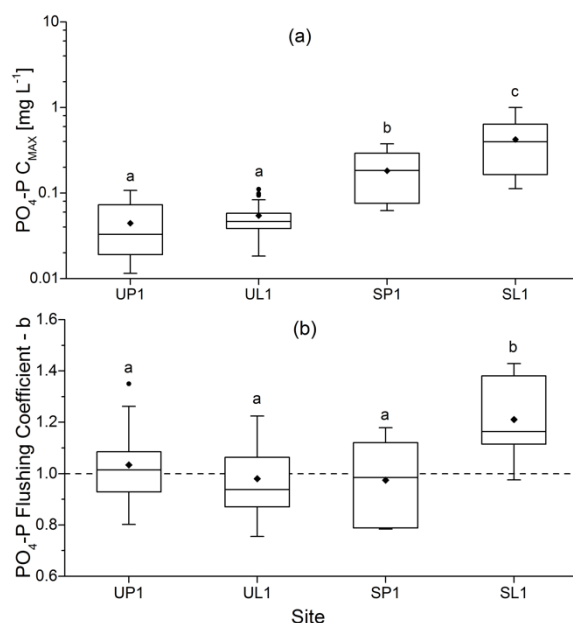 (a)
PO₄-P C_MAX [mg L⁻¹]
10
1
0.1
0.01
a
a
b
c
UP1 UL1 SP1 SL1
(b)
PO₄-P Flushing Coefficient - b
1.6
1.4
1.2
1.0
0.8
0.6
a
a
a
b
UP1 UL1 SP1 SL1
Site